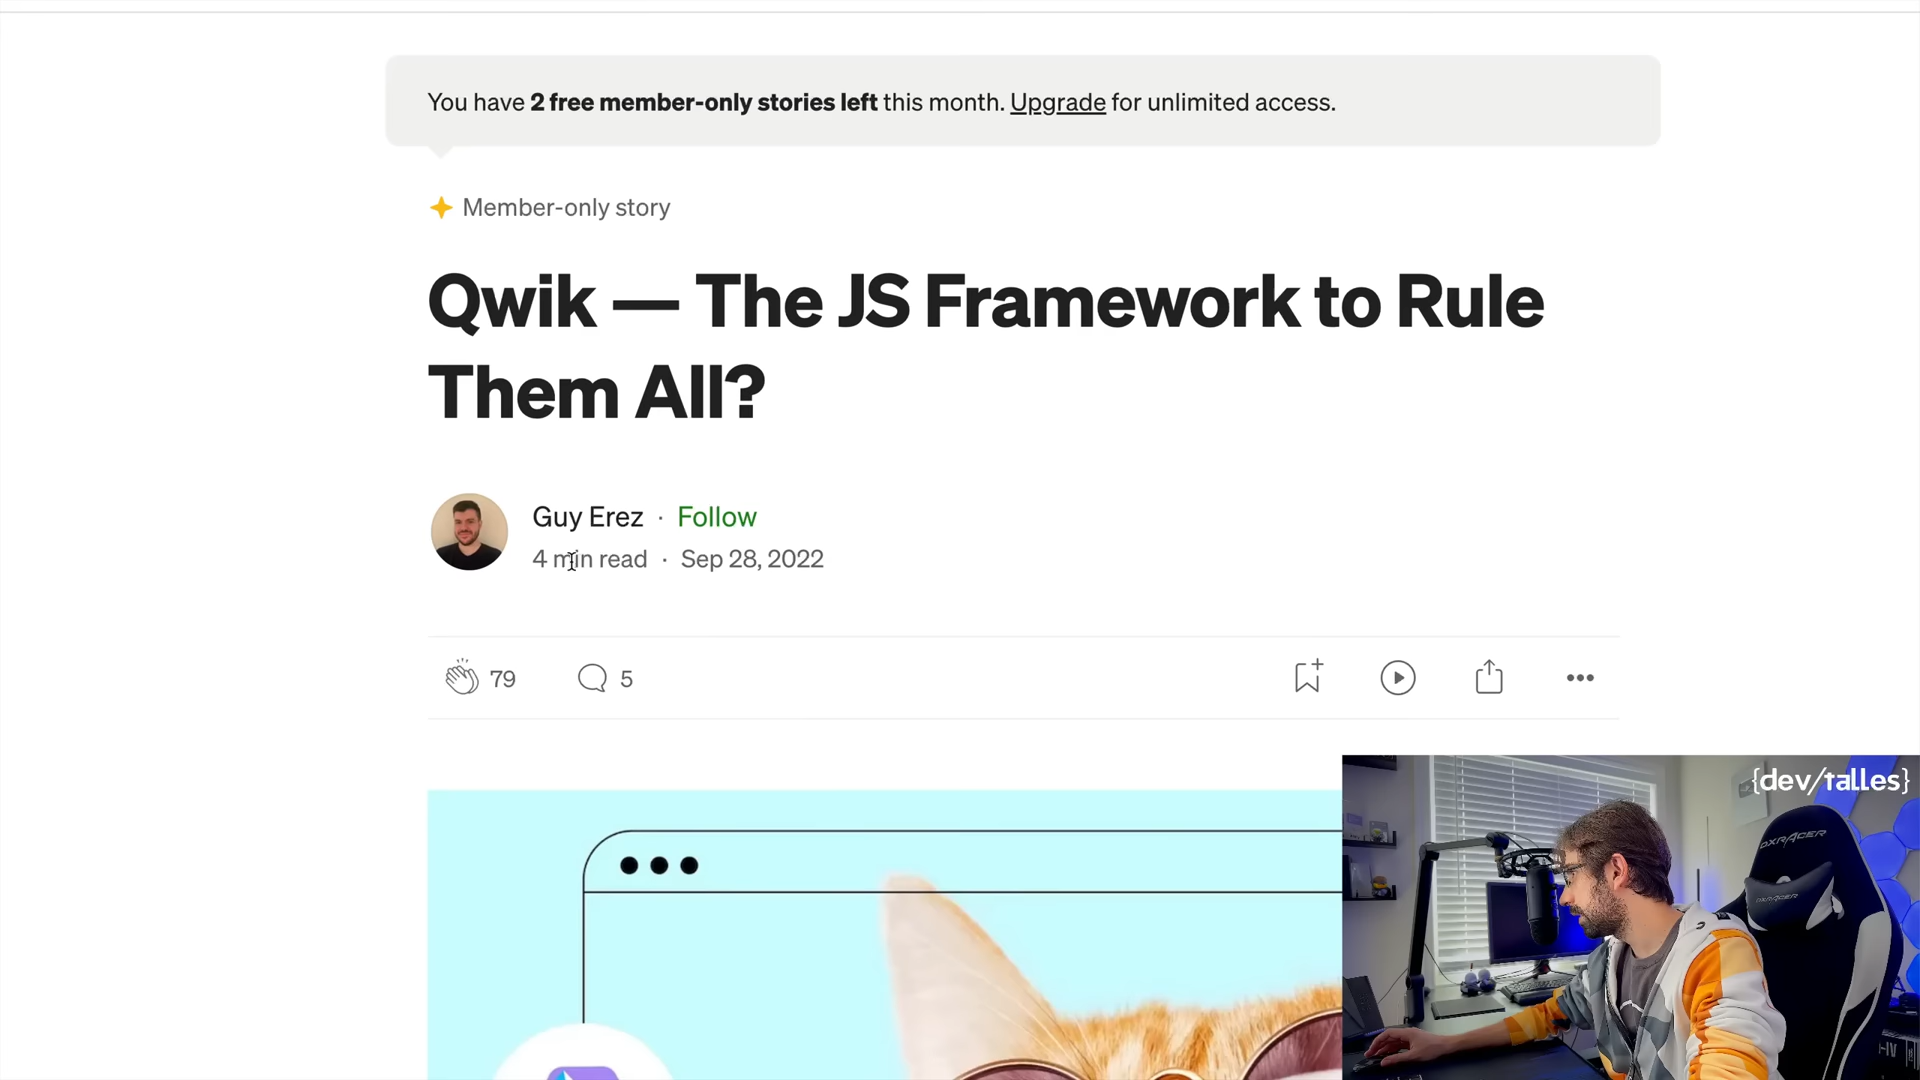 You have 2 free member-only stories left this month. Upgrade for unlimited access.
Member-only story
Qwik — The JS Framework to Rule
Them All?
Guy Erez · Follow
4 min read · Sep 28, 2022
79 5
{dev/talles}
DXRACER
DXRACER